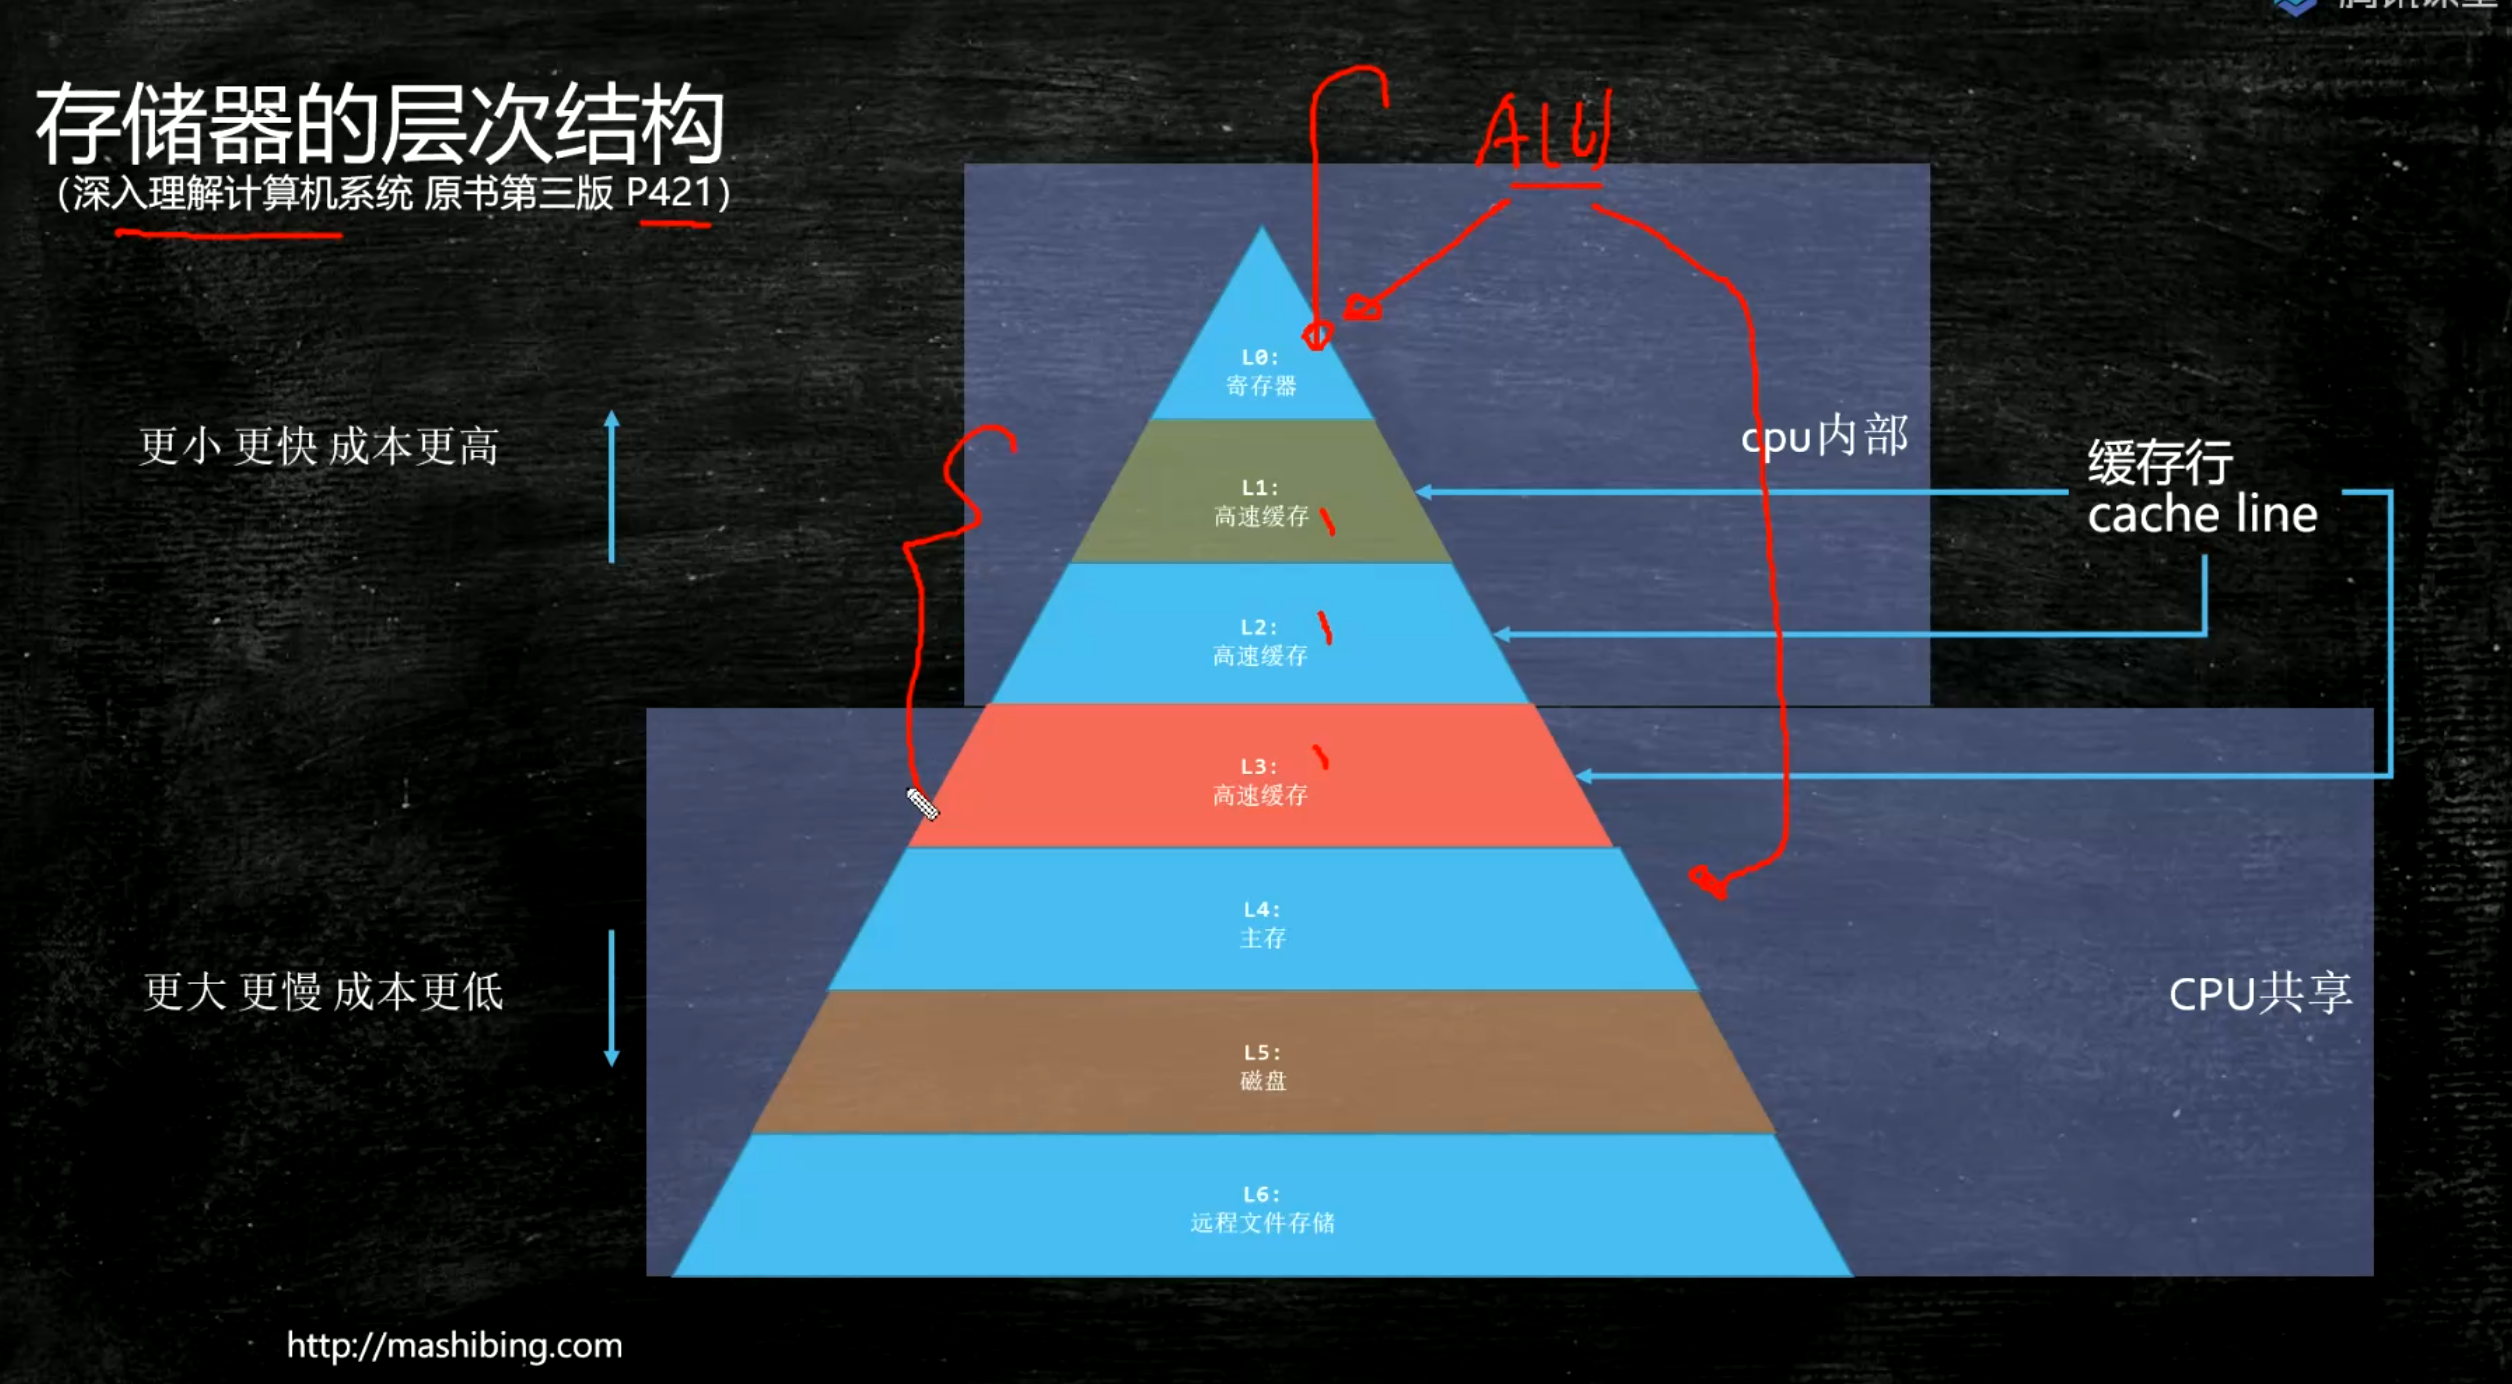 腾讯课堂
存储器的层次结构
（深入理解计算机系统 原书第三版 P421）
ALU
L0:
寄存器
更小 更快 成本更高
cpu内部
缓存行
cache line
L1:
高速缓存
L2:
高速缓存
L3:
高速缓存
L4:
主存
更大 更慢 成本更低
CPU共享
L5:
磁盘
L6:
远程文件存储
http://mashibing.com